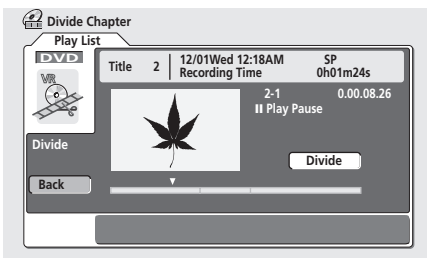 Divide Chapter
Play List
DVD
VR
Title 2 12/01Wed 12:18AM SP
Recording Time 0h01m24s
2-1 0.00.08.26
Play Pause
Divide
Divide
Back